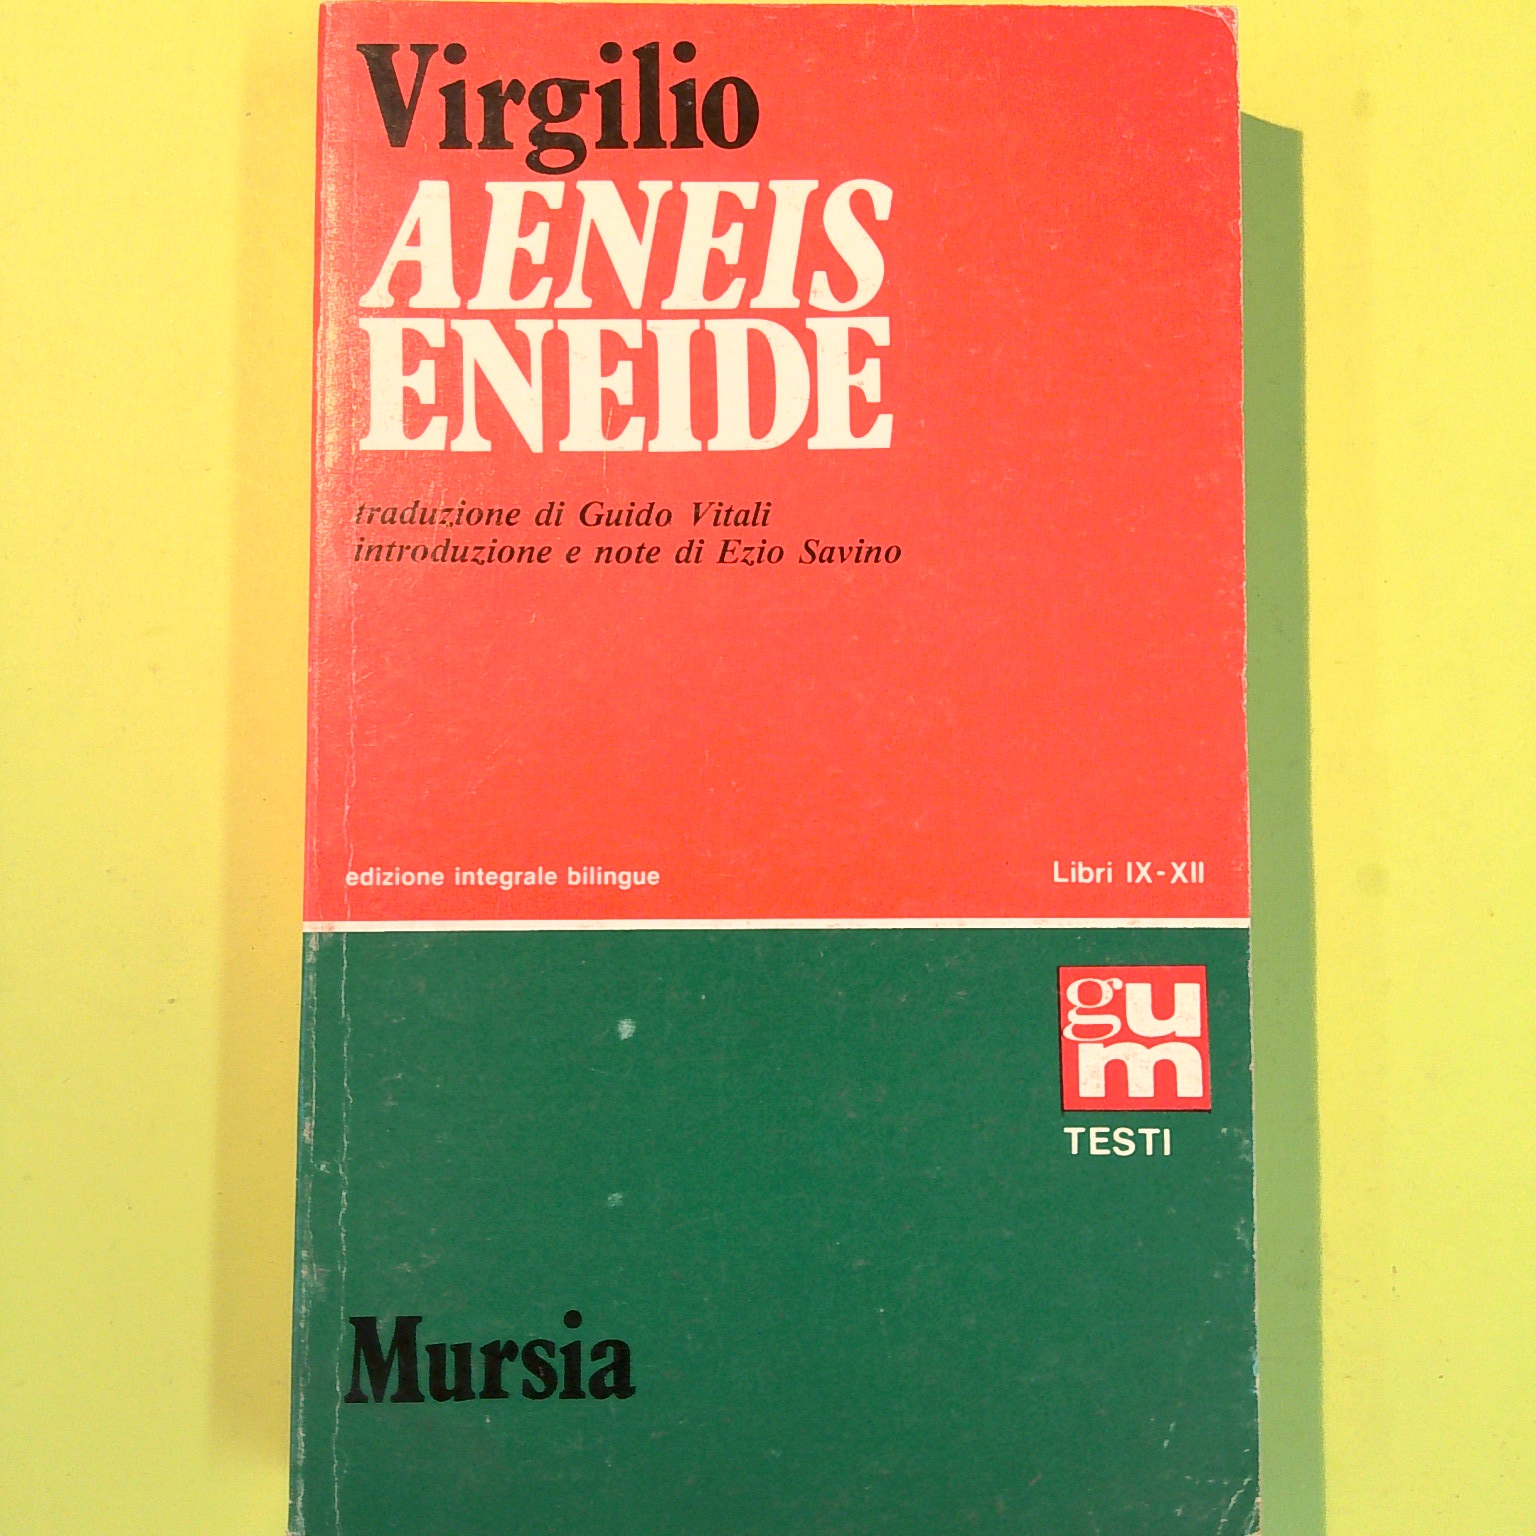 Virgilio
AENEIS
ENEIDE
traduzione di Guido Vitali
introduzione e note di Ezio Savino
edizione integrale bilingue
Libri IX-XII
gu
m
TESTI
Mursia